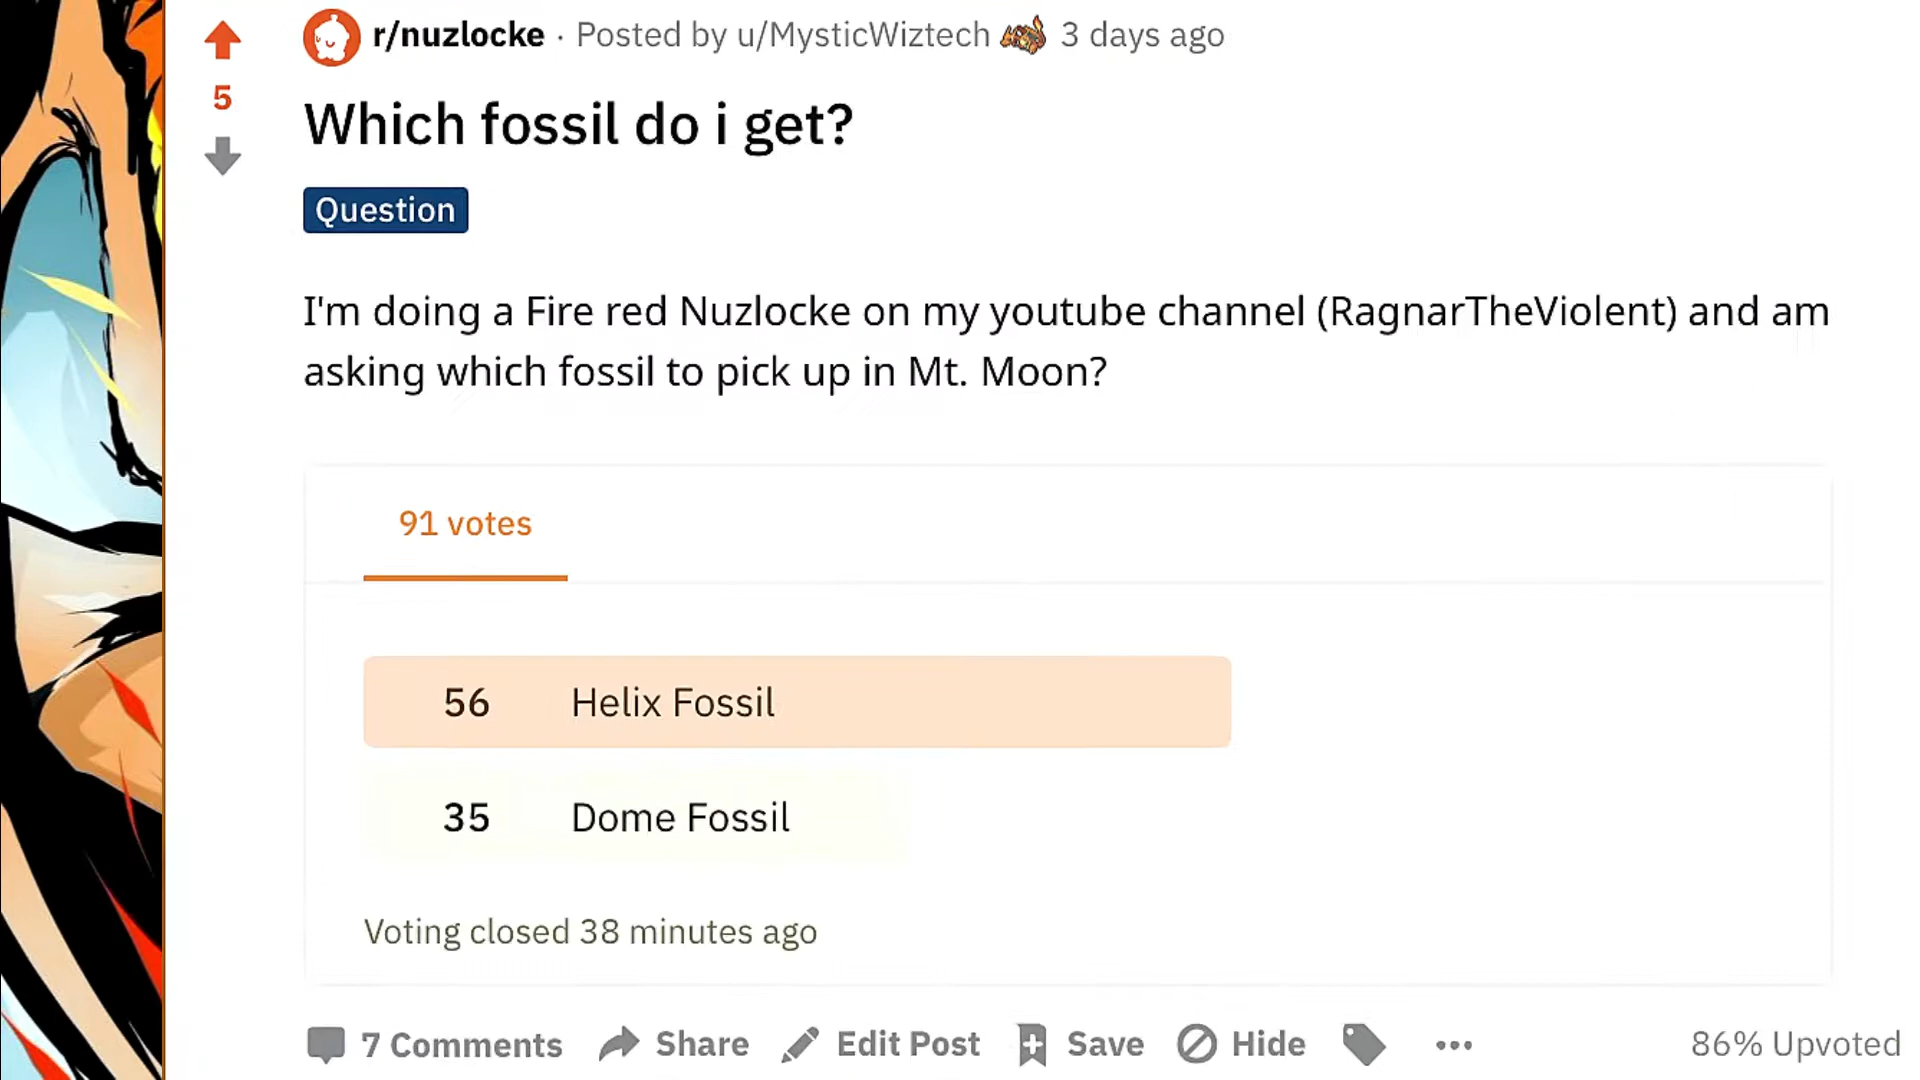 r/nuzlocke · Posted by u/MysticWiztech 3 days ago
5
Which fossil do i get?
Question
I'm doing a Fire red Nuzlocke on my youtube channel (RagnarTheViolent) and am
asking which fossil to pick up in Mt. Moon?
91 votes
56 Helix Fossil
35 Dome Fossil
Voting closed 38 minutes ago
7 Comments Share Edit Post Save Hide ... 86% Upvoted